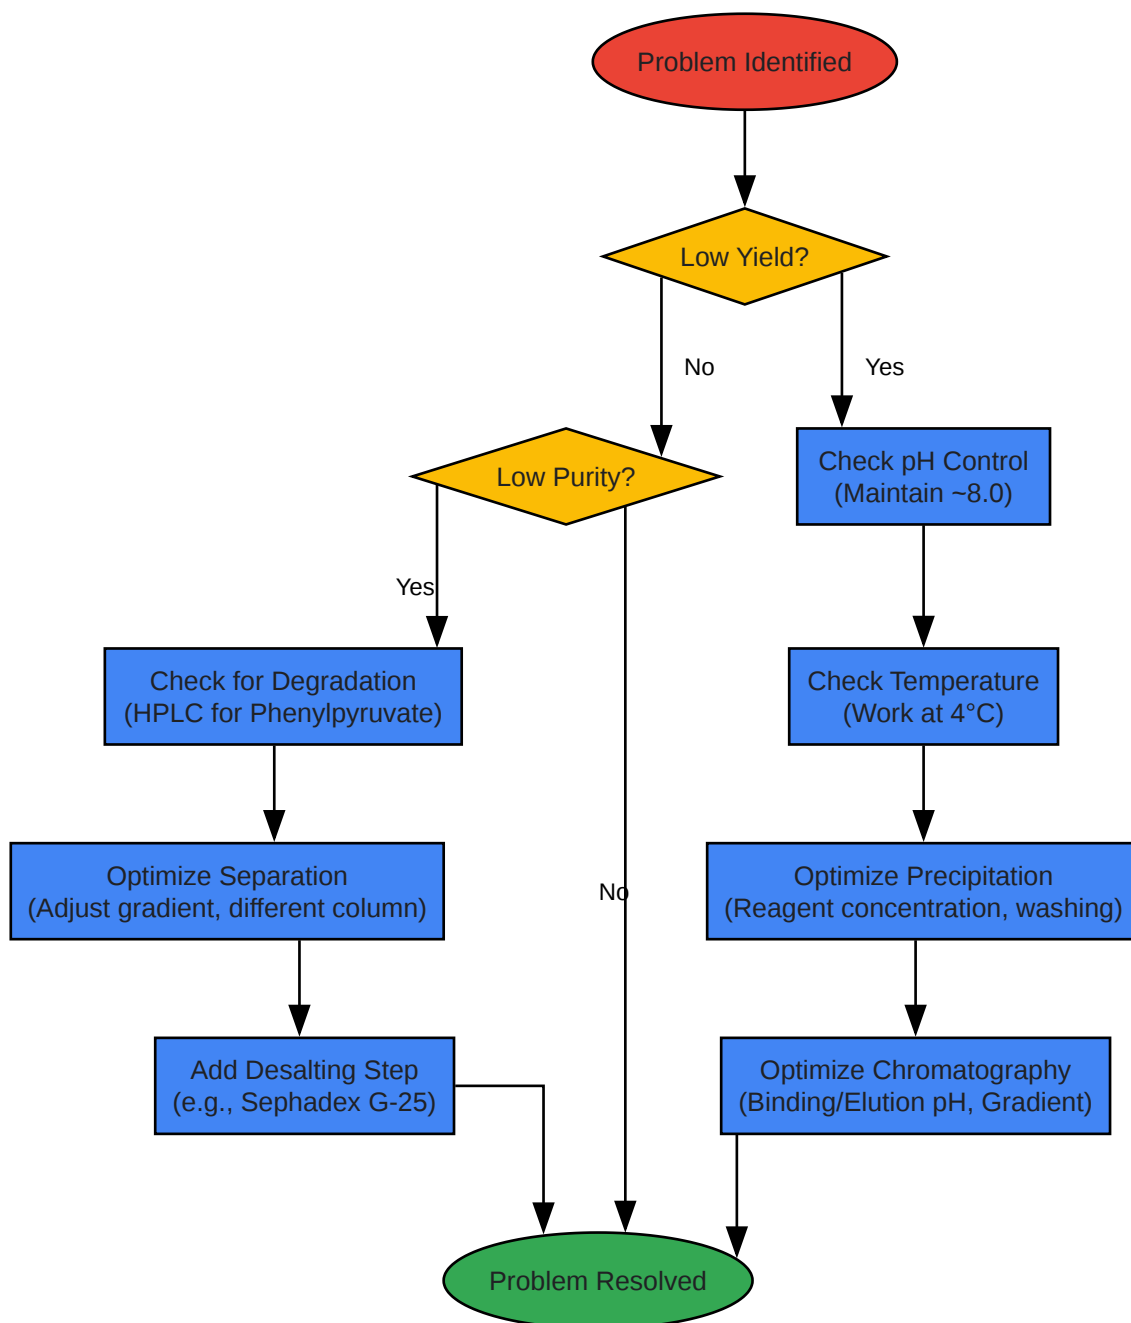 Problem Identified
Low Yield?
No
Yes
Low Purity?
Check pH Control
(Maintain ~8.0)
Yes
Check for Degradation
(HPLC for Phenylpyruvate)
Check Temperature
(Work at 4°C)
Optimize Separation
(Adjust gradient, different column)
No
Optimize Precipitation
(Reagent concentration, washing)
Add Desalting Step
(e.g., Sephadex G-25)
Optimize Chromatography
(Binding/Elution pH, Gradient)
Problem Resolved